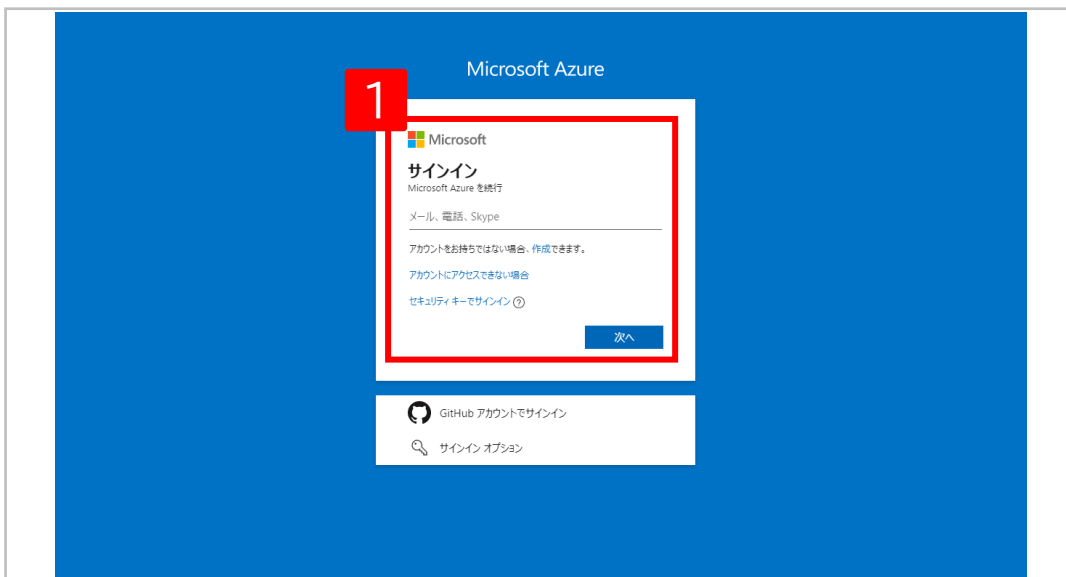 Microsoft Azure
1
Microsoft
サインイン
Microsoft Azure を続行
メール、電話、Skype
アカウントをお持ちではない場合、作成できます。
アカウントにアクセスできない場合
セキュリティ キーでサインイン ?
次へ
GitHub アカウントでサインイン
サインイン オプション